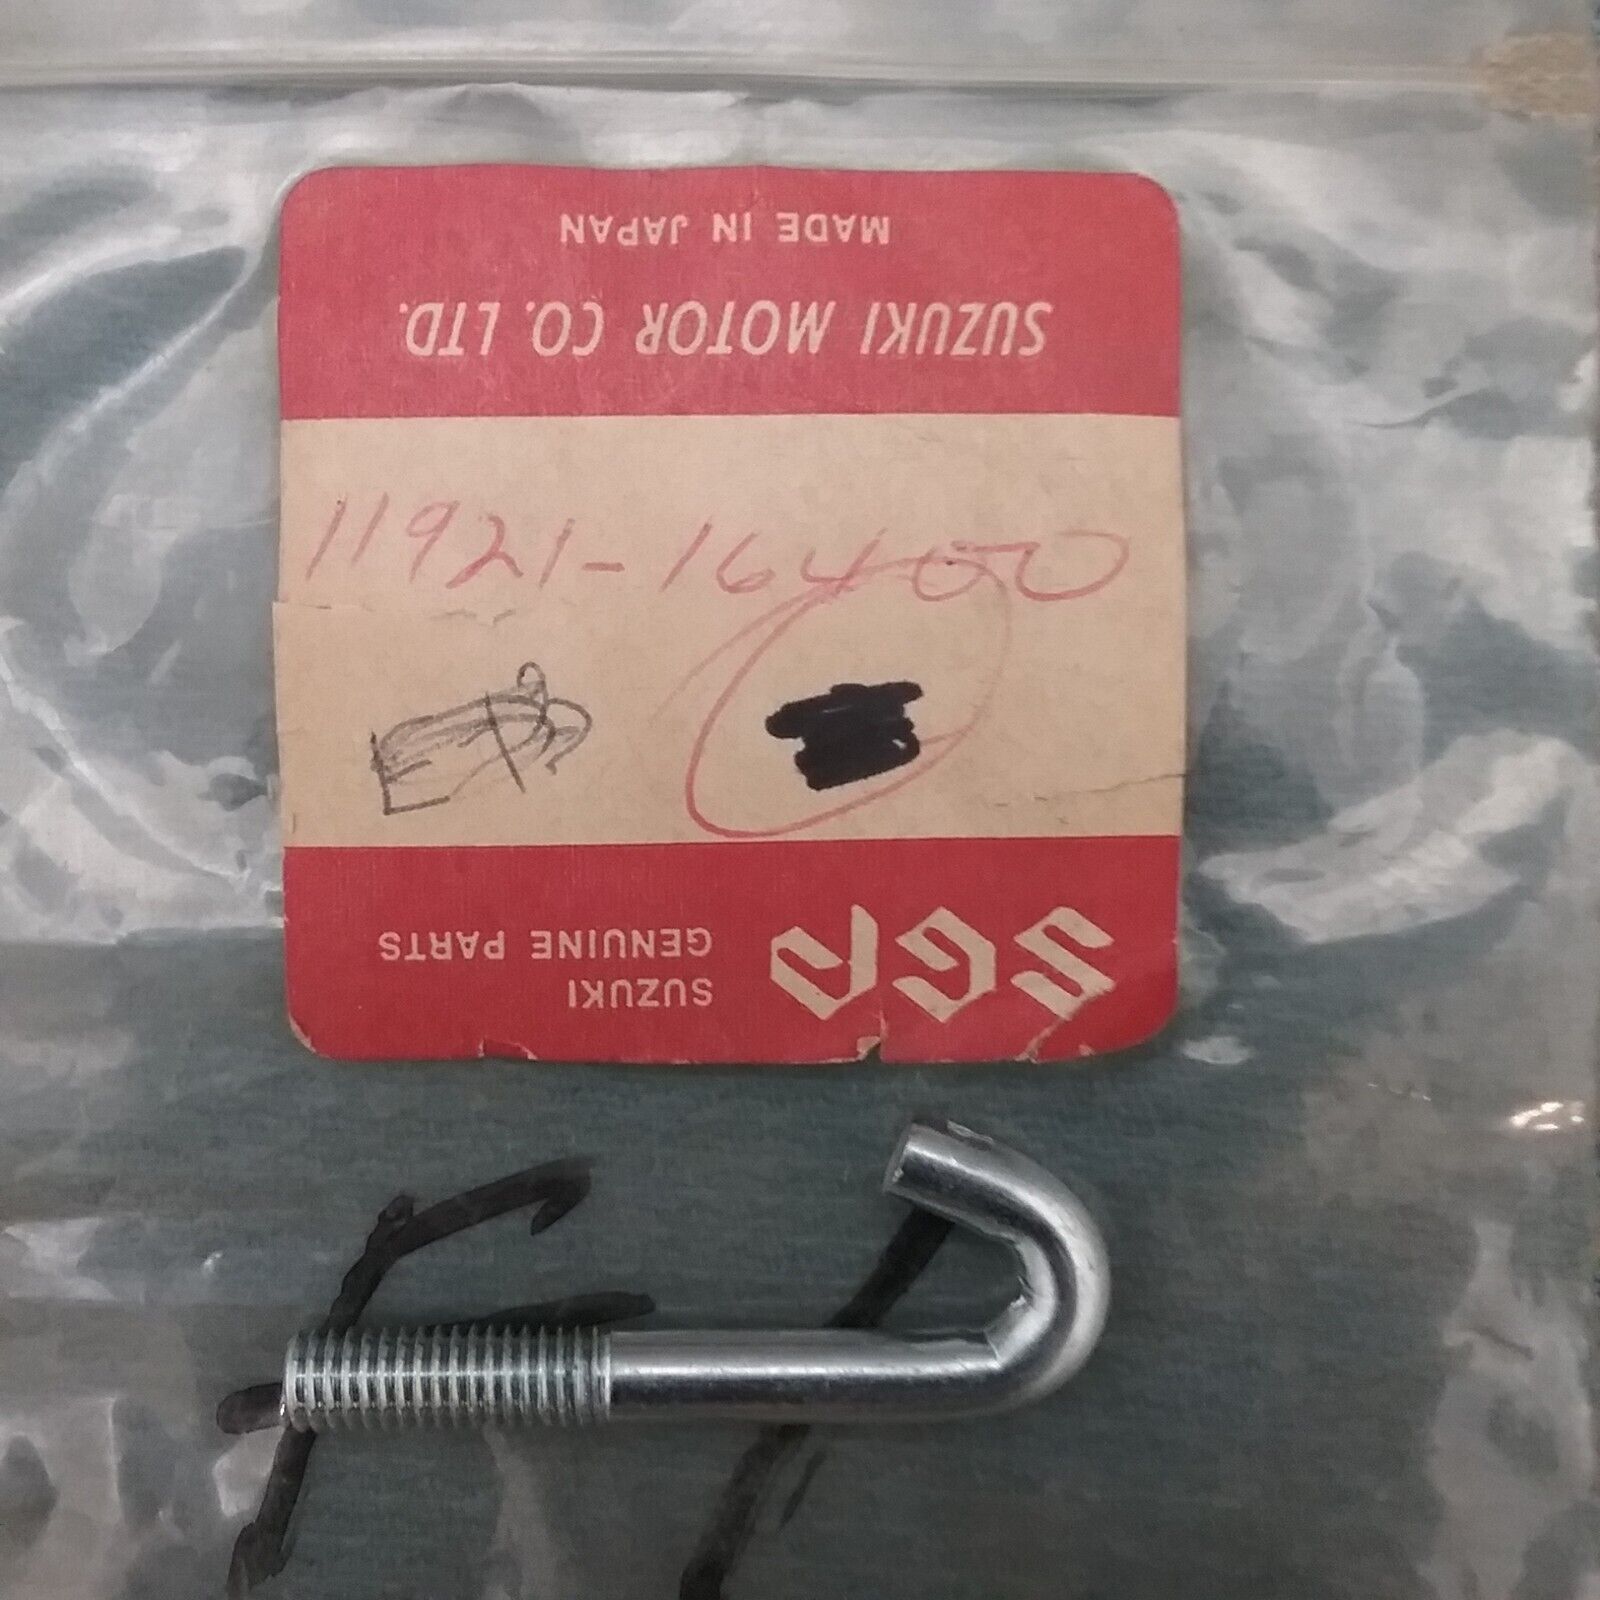 MADE IN JAPAN
SUZUKI MOTOR CO. LTD.
11921-16400
SGP
SUZUKI
GENUINE PARTS